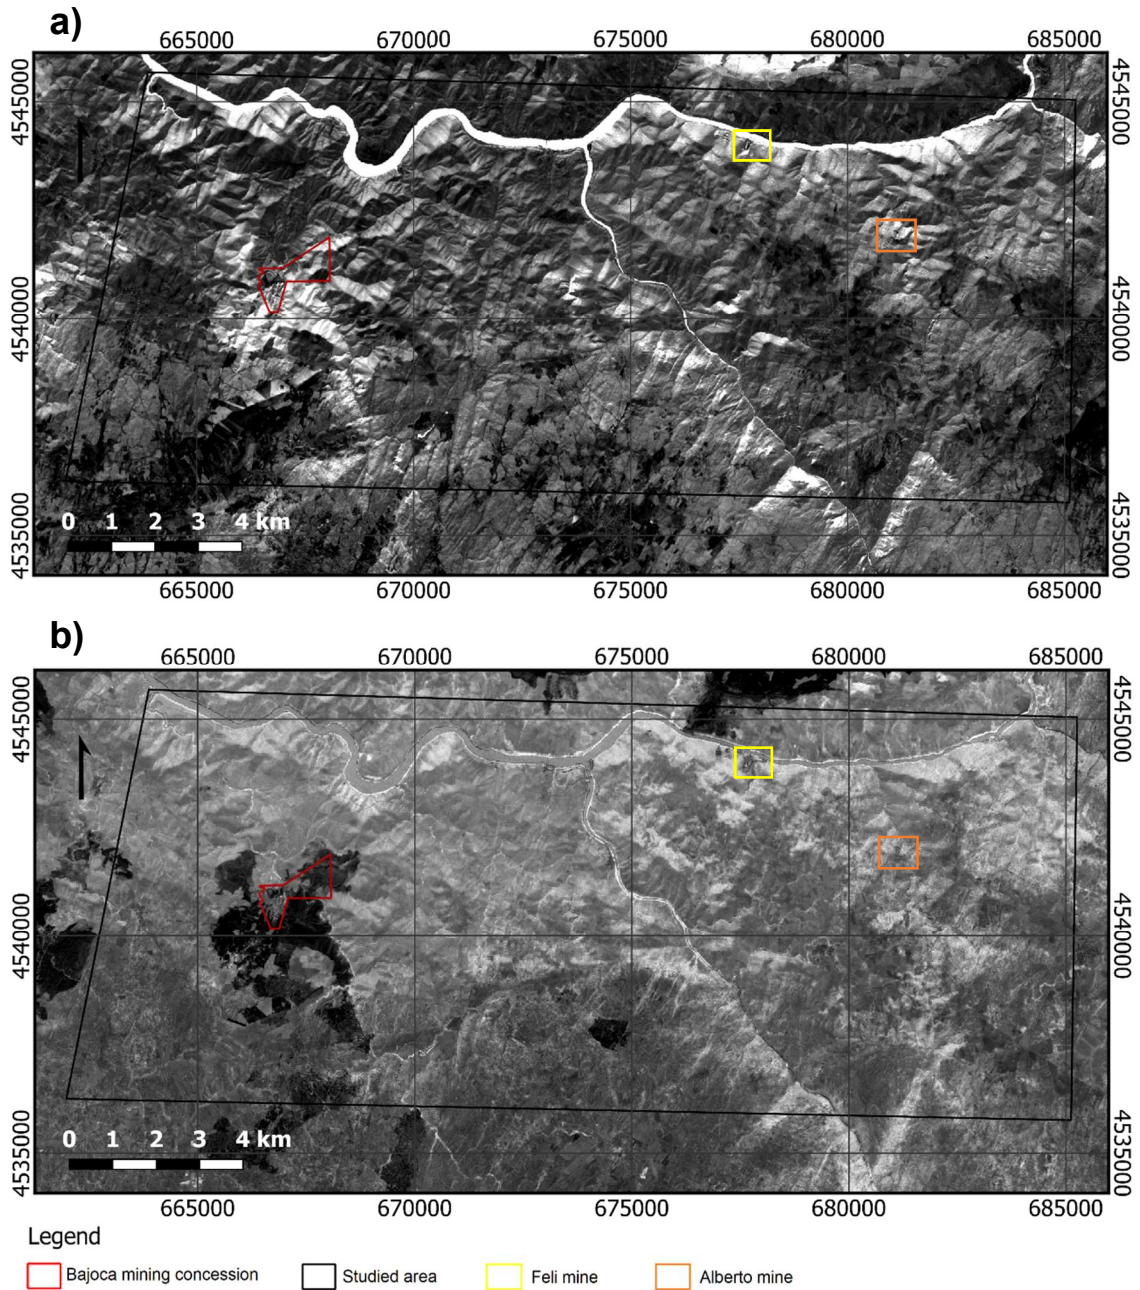 a)
665000 670000 675000 680000 685000
4545000 4545000
4540000 4540000
4535000 4535000
0 1 2 3 4 km
665000 670000 675000 680000 685000
b)
665000 670000 675000 680000 685000
4545000 4545000
4540000 4540000
4535000 4535000
0 1 2 3 4 km
665000 670000 675000 680000 685000
Legend
Bajoca mining concession Studied area Feli mine Alberto mine